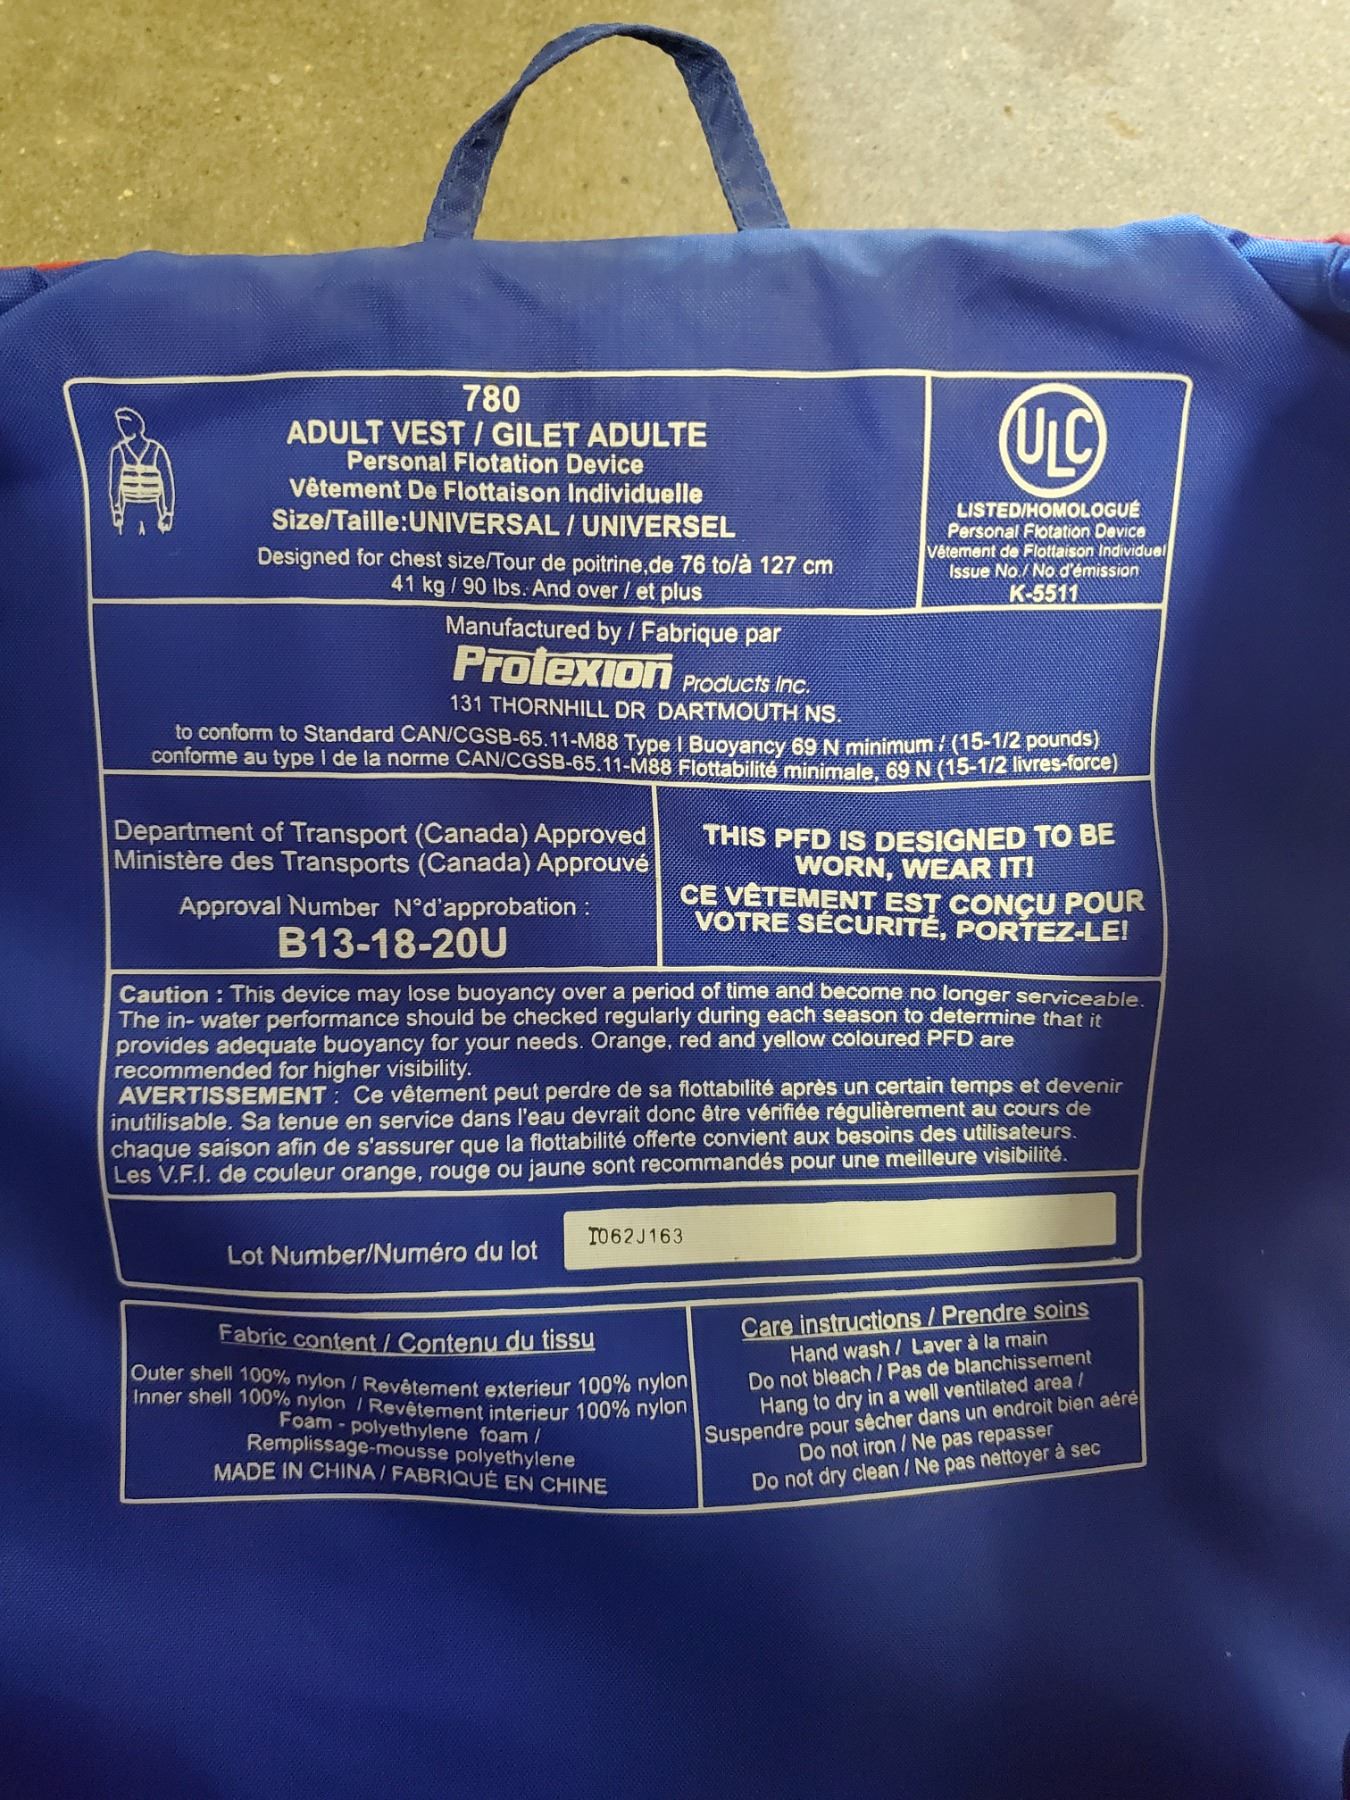 780
ADULT VEST / GILET ADULTE
Personal Flotation Device
Vêtement De Flottaison Individuelle
Size/Taille:UNIVERSAL / UNIVERSEL
Designed for chest size/Tour de poitrine,de 76 to/à 127 cm
41 kg / 90 lbs. And over / et plus
A
ULC
LISTED/HOMOLOGUÉ
Personal Flotation Device
Vêtement de Flottaison Individuel
Issue No./ No.d'émission
K-5511
Manufactured by / Fabrique par
Protexion Products Inc.
131 THORNHILL DR DARTMOUTH NS.
to conform to Standard CAN/CGSB-65.11-M88 Type I Buoyancy 69 N minimum / (15-1/2 pounds)
conforme au type I de la norme CAN/CGSB-65.11-M88 Flottabilité minimale, 69 N (15-1/2 livres-force)
Department of Transport (Canada) Approved
Ministère des Transports (Canada) Approuvé
Approval Number N°d'approbation :
B13-18-20U
THIS PFD IS DESIGNED TO BE
WORN, WEAR IT!
CE VÊTEMENT EST CONÇU POUR
VOTRE SÉCURITÉ, PORTEZ-LE!
Caution : This device may lose buoyancy over a period of time and become no longer serviceable.
The in- water performance should be checked regularly during each season to determine that it
provides adequate buoyancy for your needs. Orange, red and yellow coloured PFD are
recommended for higher visibility.
AVERTISSEMENT : Ce vêtement peut perdre de sa flottabilité après un certain temps et devenir
inutilisable. Sa tenue en service dans l'eau devrait donc être vérifiée régulièrement au cours de
chaque saison afin de s'assurer que la flottabilité offerte convient aux besoins des utilisateurs.
Les V.F.I. de couleur orange, rouge ou jaune sont recommandés pour une meilleure visibilité.
Lot Number/Numéro du lot
I062J163
Fabric content / Contenu du tissu
Outer shell 100% nylon / Revêtement exterieur 100% nylon
Inner shell 100% nylon / Revêtement interieur 100% nylon
Foam - polyethylene foam /
Remplissage-mousse polyethylene
MADE IN CHINA / FABRIQUÉ EN CHINE
Care instructions / Prendre soins
Hand wash / Laver à la main
Do not bleach / Pas de blanchissement
Hang to dry in a well ventilated area /
Suspendre pour sêcher dans un endroit bien aéré
Do not iron / Ne pas repasser
Do not dry clean / Ne pas nettoyer à sec